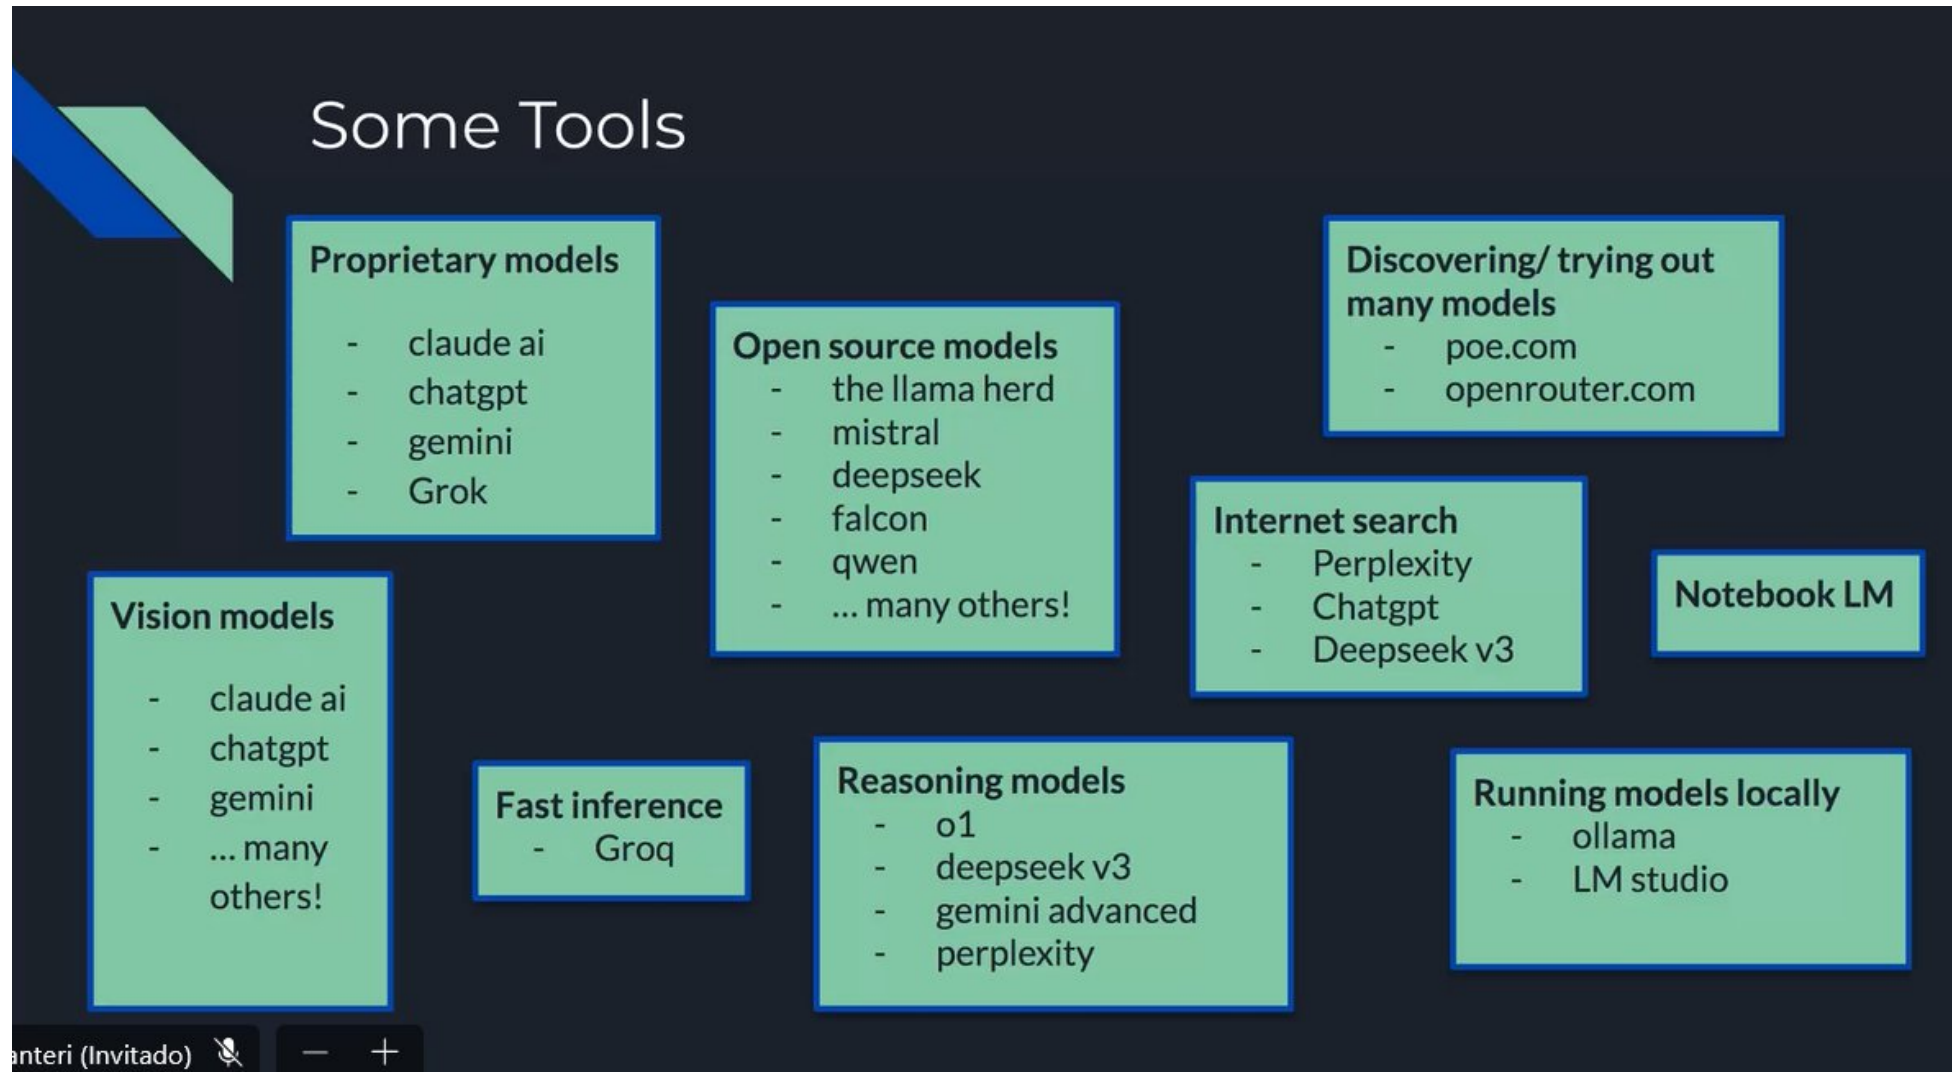 Some Tools
Proprietary models
- claude ai
- chatgpt
- gemini
- Grok
Open source models
- the llama herd
- mistral
- deepseek
- falcon
- qwen
- ... many others!
Discovering/ trying out
many models
- poe.com
- openrouter.com
Internet search
- Perplexity
- Chatgpt
- Deepseek v3
Notebook LM
Vision models
- claude ai
- chatgpt
- gemini
- ... many
others!
Fast inference
- Groq
Reasoning models
- o1
- deepseek v3
- gemini advanced
- perplexity
Running models locally
- ollama
- LM studio
anteri (Invitado)